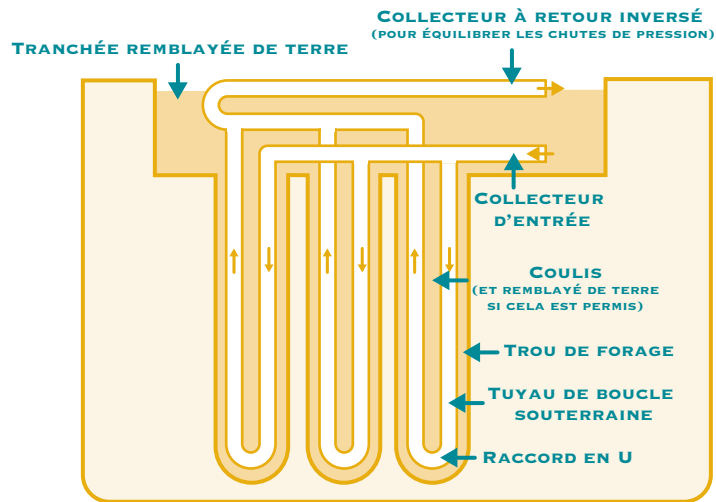 COLLECTEUR À RETOUR INVERSÉ
(POUR ÉQUILIBRER LES CHUTES DE PRESSION)
TRANCHÉE REMBLAYÉE DE TERRE
COLLECTEUR
D'ENTRÉE
COULIS
(ET REMBLAYÉ DE TERRE
SI CELA EST PERMIS)
TROU DE FORAGE
TUYAU DE BOUCLE
SOUTERRAINE
RACCORD EN U